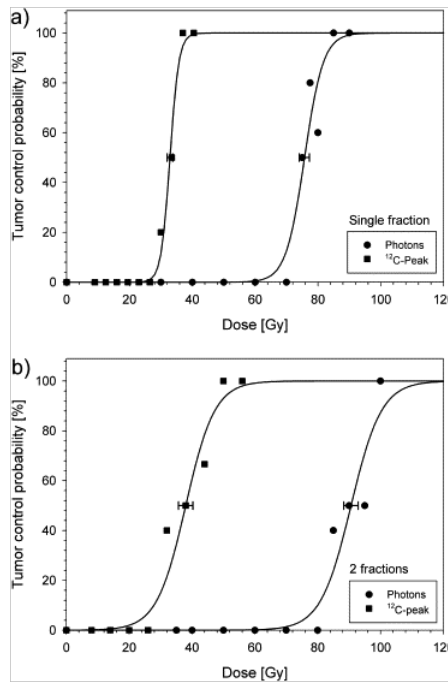 a)
Tumor control probability [%]
100
80
60
40
20
0
Single fraction
Photons
¹²C-Peak
0 20 40 60 80 100 120
Dose [Gy]
b)
Tumor control probability [%]
100
80
60
40
20
0
2 fractions
Photons
¹²C-peak
0 20 40 60 80 100 120
Dose [Gy]